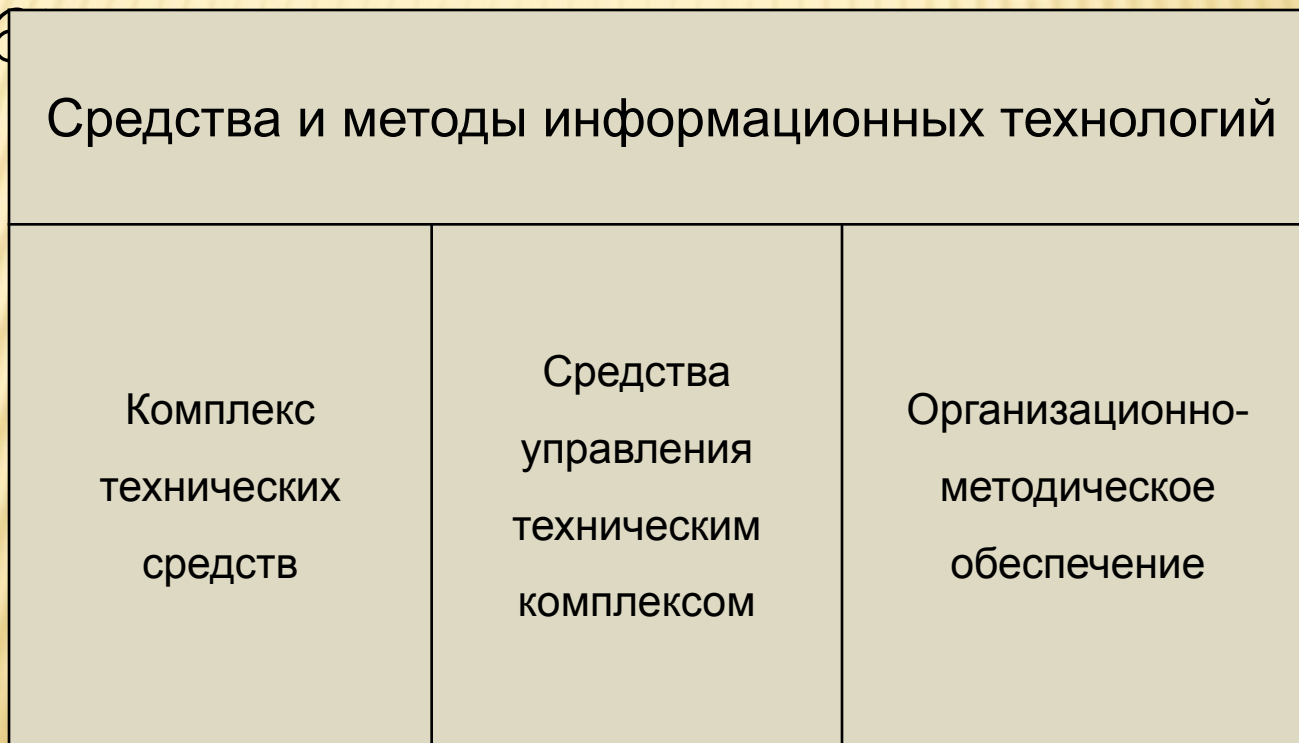 Средства и методы информационных технологий
Комплекс
технических
средств
Средства
управления
техническим
комплексом
Организационно-
методическое
обеспечение